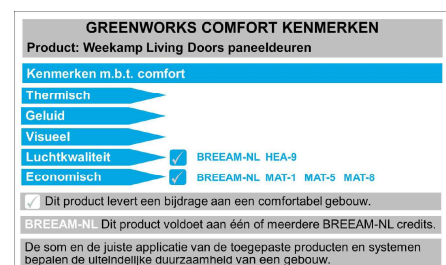 GREENWORKS COMFORT KENMERKEN
Product: Weekamp Living Doors paneeldeuren
Kenmerken m.b.t. comfort
Thermisch
Geluid
Visueel
Luchtkwaliteit BREEAM-NL HEA-9
Economisch BREEAM-NL MAT-1 MAT-5 MAT-8
Dit product levert een bijdrage aan een comfortabel gebouw.
BREEAM-NL Dit product voldoet aan één of meerdere BREEAM-NL credits.
De som en de juiste applicatie van de toegepaste producten en systemen
bepalen de uiteindelijke duurzaamheid van een gebouw.